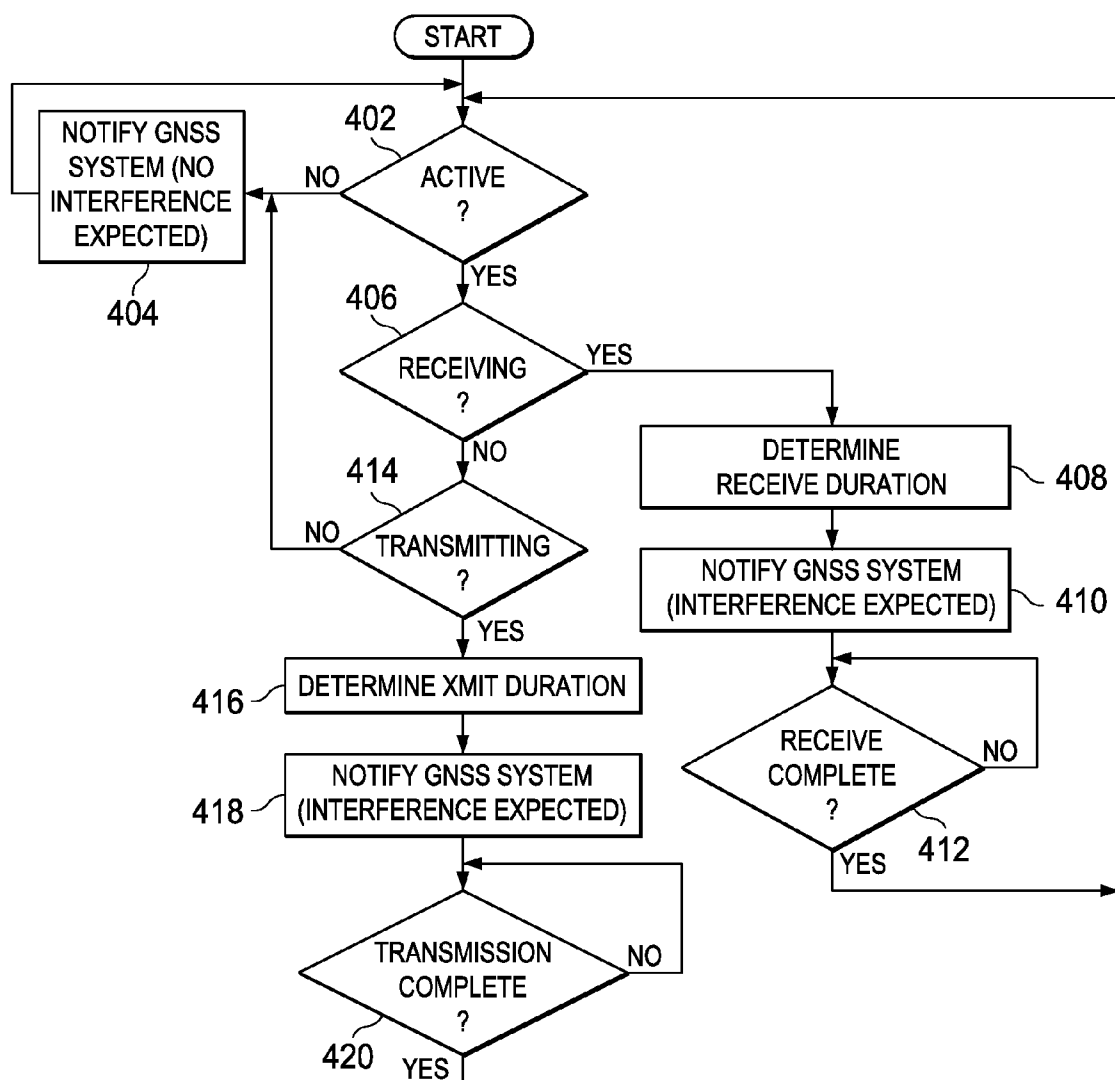 START
402
ACTIVE
?
NO
YES
NOTIFY GNSS
SYSTEM (NO
INTERFERENCE
EXPECTED)
404
406
RECEIVING
?
YES
NO
414
TRANSMITTING
?
NO
YES
DETERMINE
RECEIVE DURATION
408
NOTIFY GNSS SYSTEM
(INTERFERENCE EXPECTED)
410
RECEIVE
COMPLETE
?
NO
YES
412
416
DETERMINE XMIT DURATION
418
NOTIFY GNSS SYSTEM
(INTERFERENCE EXPECTED)
TRANSMISSION
COMPLETE
?
NO
420
YES